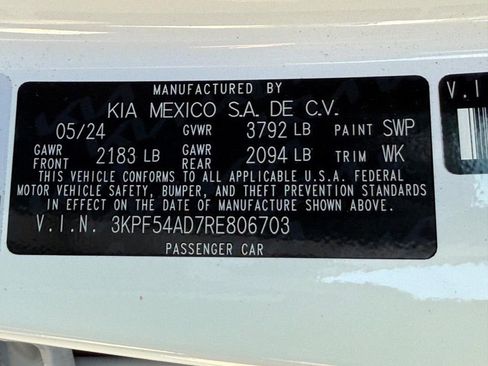 MANUFACTURED BY
KIA MEXICO S.A. DE C.V.
05/24 GVWR 3792 LB PAINT SWP
GAWR FRONT 2183 LB GAWR REAR 2094 LB TRIM WK
THIS VEHICLE CONFORMS TO ALL APPLICABLE U.S.A. FEDERAL
MOTOR VEHICLE SAFETY, BUMPER, AND THEFT PREVENTION STANDARDS
IN EFFECT ON THE DATE OF MANUFACTURE SHOWN ABOVE.
V.I.N. 3KPF54AD7RE806703
PASSENGER CAR
V.I